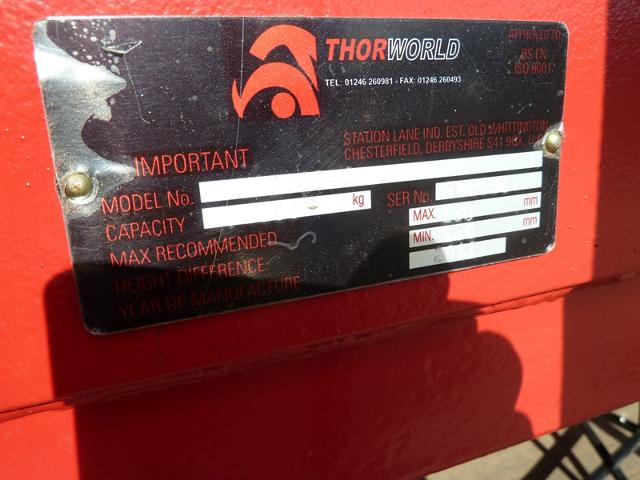 THORWORLD
APPROVED TO
BS EN
ISO 9001
TEL: 01246 260981 - FAX: 01246 260493
STATION LANE IND. EST. OLD WHITTINGTON
CHESTERFIELD, DERBYSHIRE S41 9QX,
IMPORTANT
MODEL No.
CAPACITY kg SER No.
MAX RECOMMENDED MAX. mm
HEIGHT DIFFERENCE MIN. mm
YEAR OF MANUFACTURE